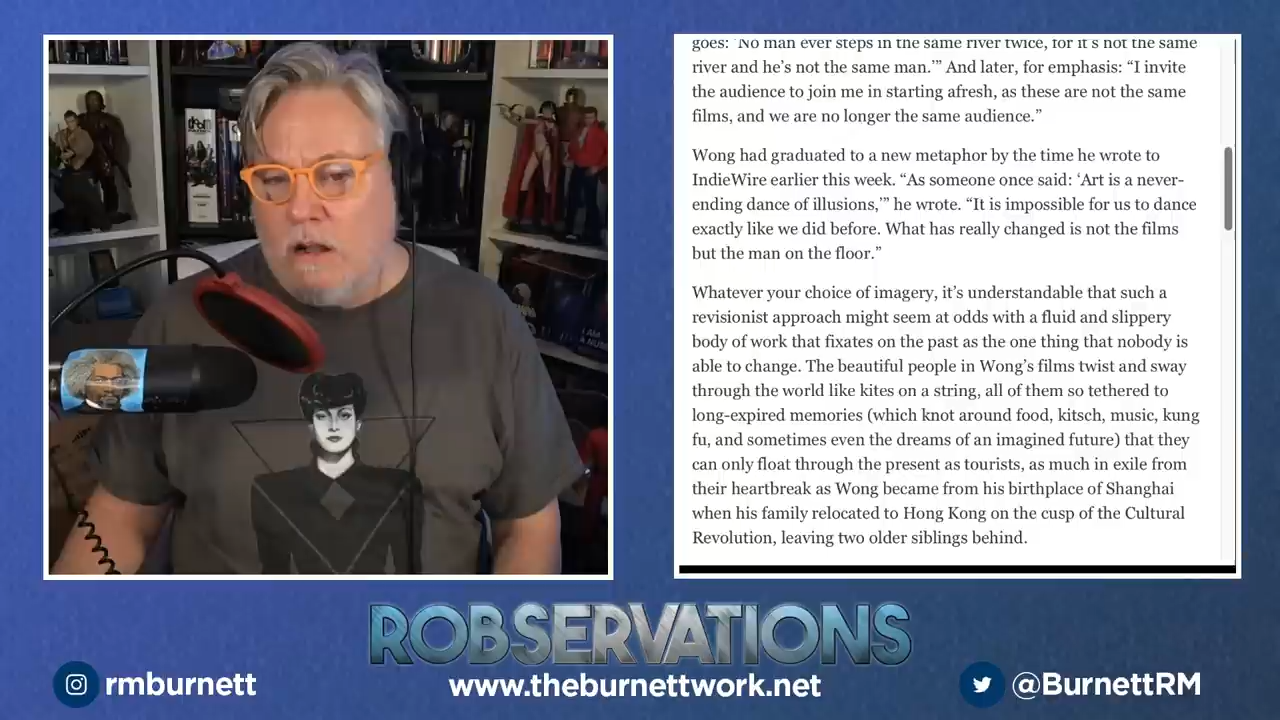 goes: ‘No man ever steps in the same river twice, for it’s not the same
river and he’s not the same man.’” And later, for emphasis: “I invite
the audience to join me in starting afresh, as these are not the same
films, and we are no longer the same audience.”
Wong had graduated to a new metaphor by the time he wrote to
IndieWire earlier this week. “As someone once said: ‘Art is a never-
ending dance of illusions,’” he wrote. “It is impossible for us to dance
exactly like we did before. What has really changed is not the films
but the man on the floor.”
Whatever your choice of imagery, it’s understandable that such a
revisionist approach might seem at odds with a fluid and slippery
body of work that fixates on the past as the one thing that nobody is
able to change. The beautiful people in Wong’s films twist and sway
through the world like kites on a string, all of them so tethered to
long-expired memories (which knot around food, kitsch, music, kung
fu, and sometimes even the dreams of an imagined future) that they
can only float through the present as tourists, as much in exile from
their heartbreak as Wong became from his birthplace of Shanghai
when his family relocated to Hong Kong on the cusp of the Cultural
Revolution, leaving two older siblings behind.
I AM
A NUM
ROBSERVATIONS
rmburnett
www.theburnettwork.net
@BurnettRM